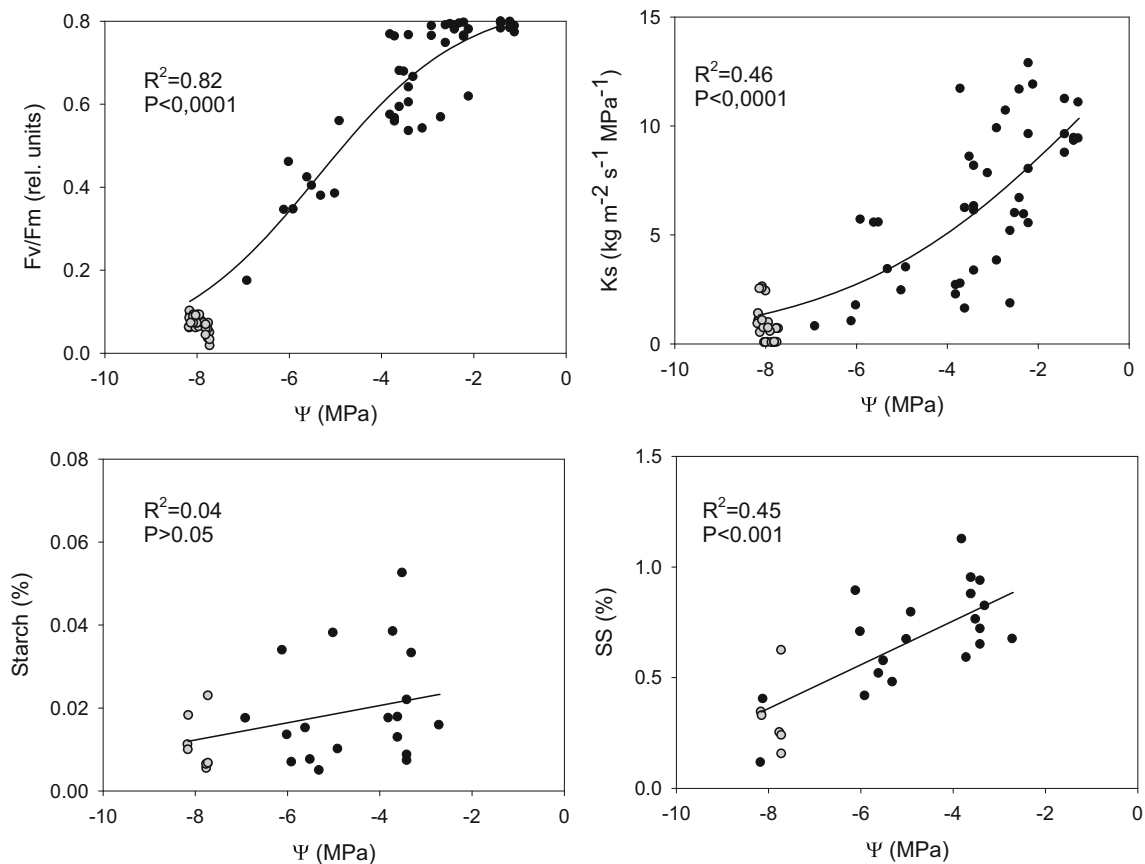 0.8
0.6
0.4
0.2
0.0
Fv/Fm (rel. units)
R²=0.82
P<0,0001
-10 -8 -6 -4 -2 0
Ψ (MPa)
15
10
5
0
Ks (kg m⁻² s⁻¹ MPa⁻¹)
R²=0.46
P<0,0001
-10 -8 -6 -4 -2 0
Ψ (MPa)
0.08
0.06
0.04
0.02
0.00
Starch (%)
R²=0.04
P>0.05
-10 -8 -6 -4 -2 0
Ψ (MPa)
1.5
1.0
0.5
0.0
SS (%)
R²=0.45
P<0.001
-10 -8 -6 -4 -2 0
Ψ (MPa)